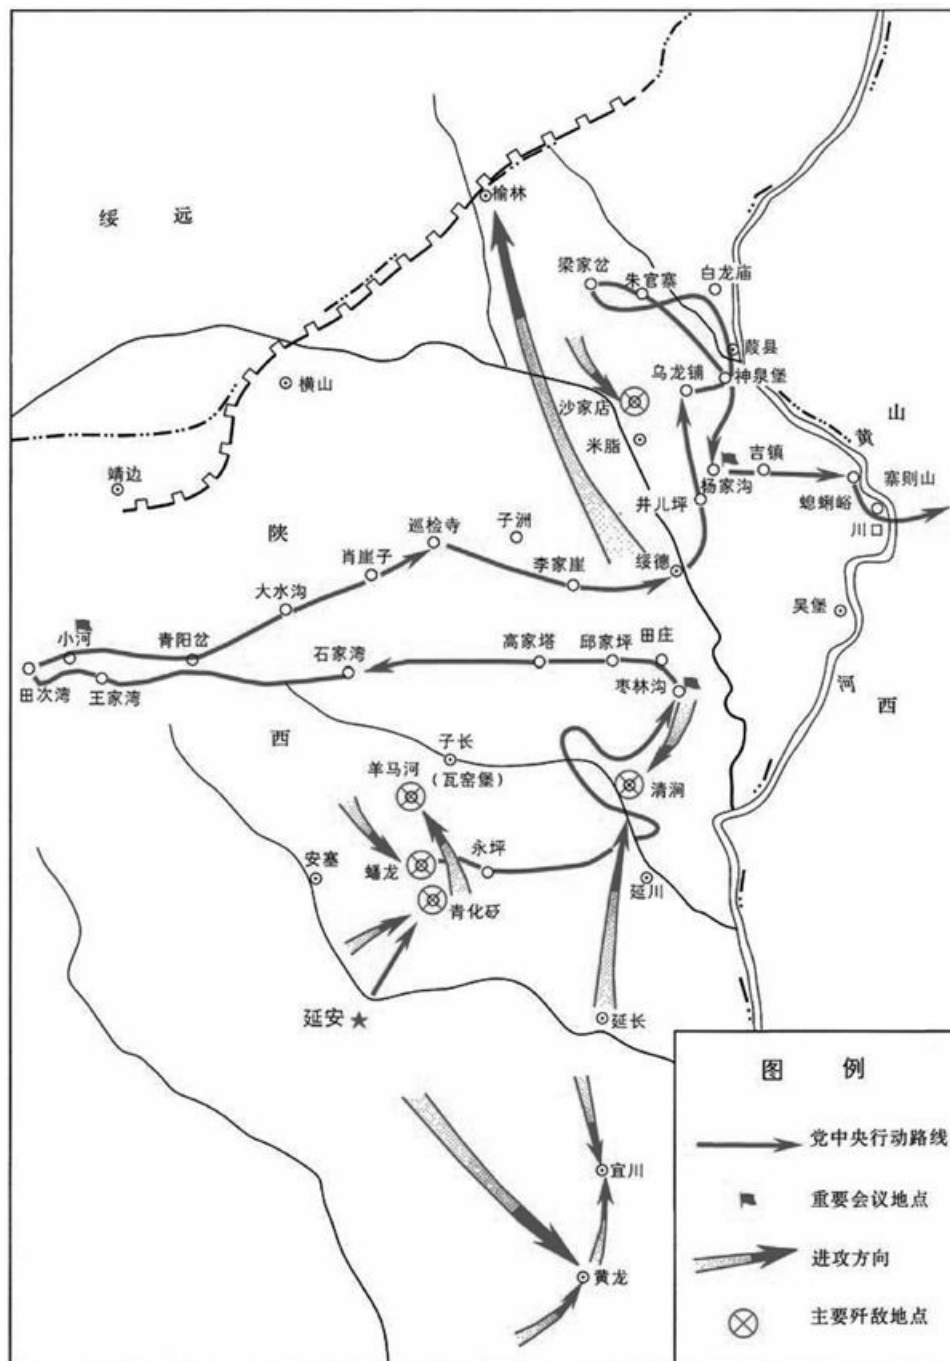 榆林
绥远
梁家岔
朱官寨
白龙庙
葭县
横山
乌龙铺
神泉堡
沙家店
山
黄
米脂
吉镇
靖边
杨家沟
寨则山
螅蜊峪
井儿坪
川口
陕
巡检寺
子洲
肖崖子
李家崖
绥德
大水沟
吴堡
小河
青阳岔
石家湾
高家塔
邱家坪
田庄
田次湾
王家湾
枣林沟
河
西
西
子长
羊马河
(瓦窑堡)
清涧
永坪
安塞
蟠龙
延川
青化砭
延安
延长
图例
党中央行动路线
宜川
重要会议地点
进攻方向
黄龙
主要歼敌地点